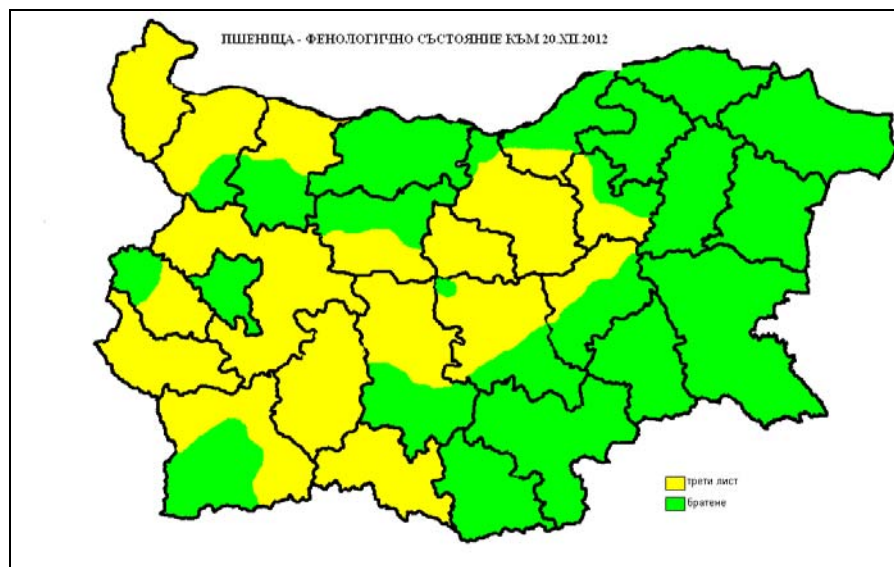 ПШЕНИЦА - ФЕНОЛОГИЧНО СЪСТОЯНИЕ КЪМ 20.XII.2012
трети лист
братене